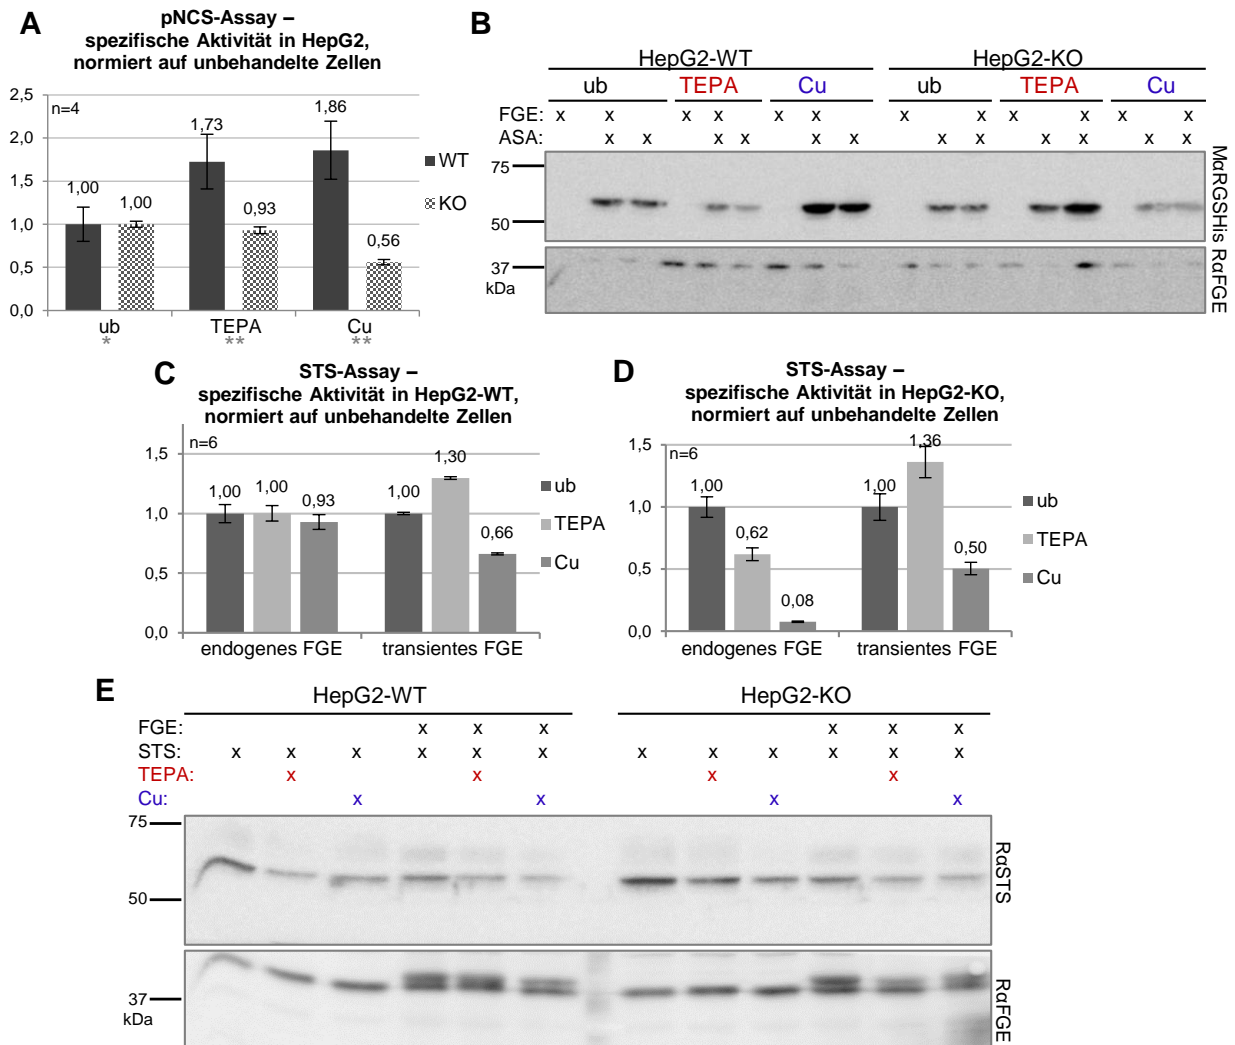 A
pNCS-Assay –
spezifische Aktivität in HepG2,
normiert auf unbehandelte Zellen
2,5
2,0
1,5
1,0
0,5
0,0
n=4
1,00
1,00
1,73
0,93
1,86
0,56
WT
KO
ub
TEPA
Cu
*
**
**
B
HepG2-WT HepG2-KO
ub TEPA Cu ub TEPA Cu
FGE: x x x x x x x x x x x x
ASA: x x x x x x x x x x x x
75
50
37
kDa
MαRGSHis
RαFGE
C
STS-Assay –
spezifische Aktivität in HepG2-WT,
normiert auf unbehandelte Zellen
n=6
1,5
1,0
0,5
0,0
1,00
1,00
0,93
1,00
1,30
0,66
ub
TEPA
Cu
endogenes FGE
transientes FGE
D
STS-Assay –
spezifische Aktivität in HepG2-KO,
normiert auf unbehandelte Zellen
n=6
1,5
1,0
0,5
0,0
1,00
0,62
0,08
1,00
1,36
0,50
ub
TEPA
Cu
endogenes FGE
transientes FGE
E
HepG2-WT HepG2-KO
FGE: x x x x x x
STS: x x x x x x x x x x x x
TEPA: x x x x
Cu: x x x x
75
50
37
kDa
RαSTS
RαFGE